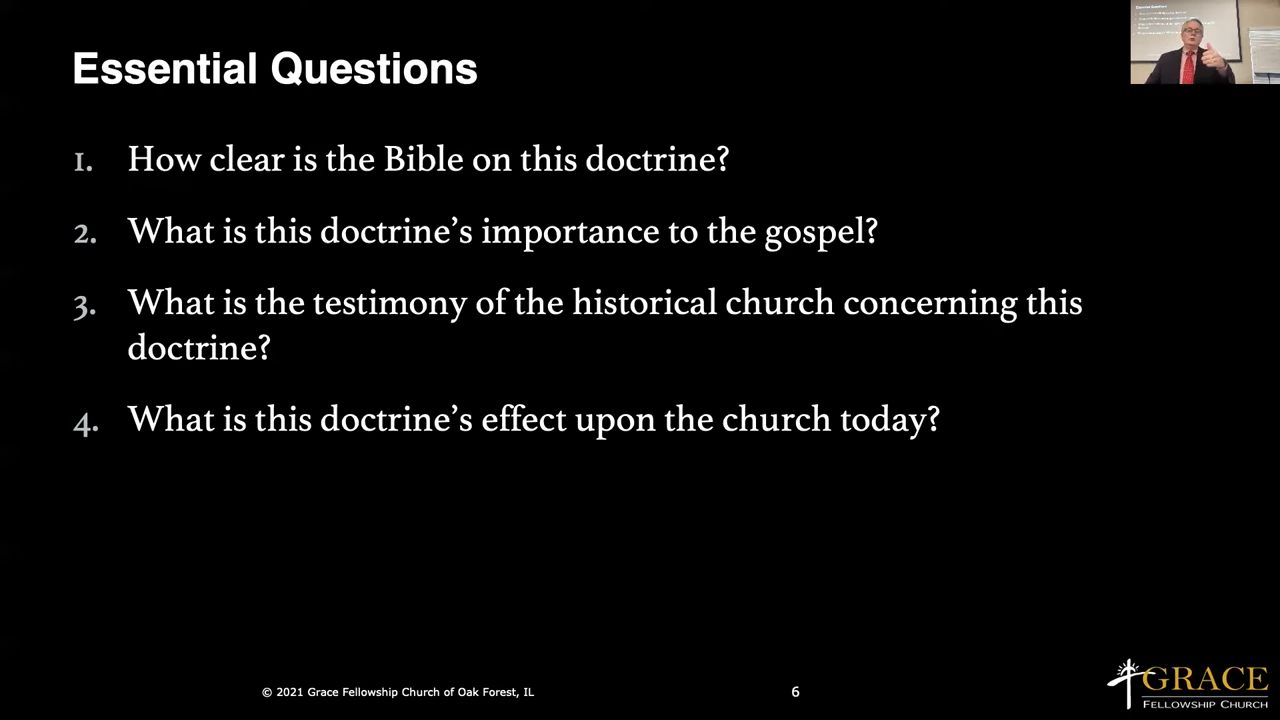 Essential Questions
1. How clear is the Bible on this doctrine?
2. What is this doctrine’s importance to the gospel?
3. What is the testimony of the historical church concerning this
doctrine?
4. What is this doctrine’s effect upon the church today?
© 2021 Grace Fellowship Church of Oak Forest, IL
6
GRACE
FELLOWSHIP CHURCH